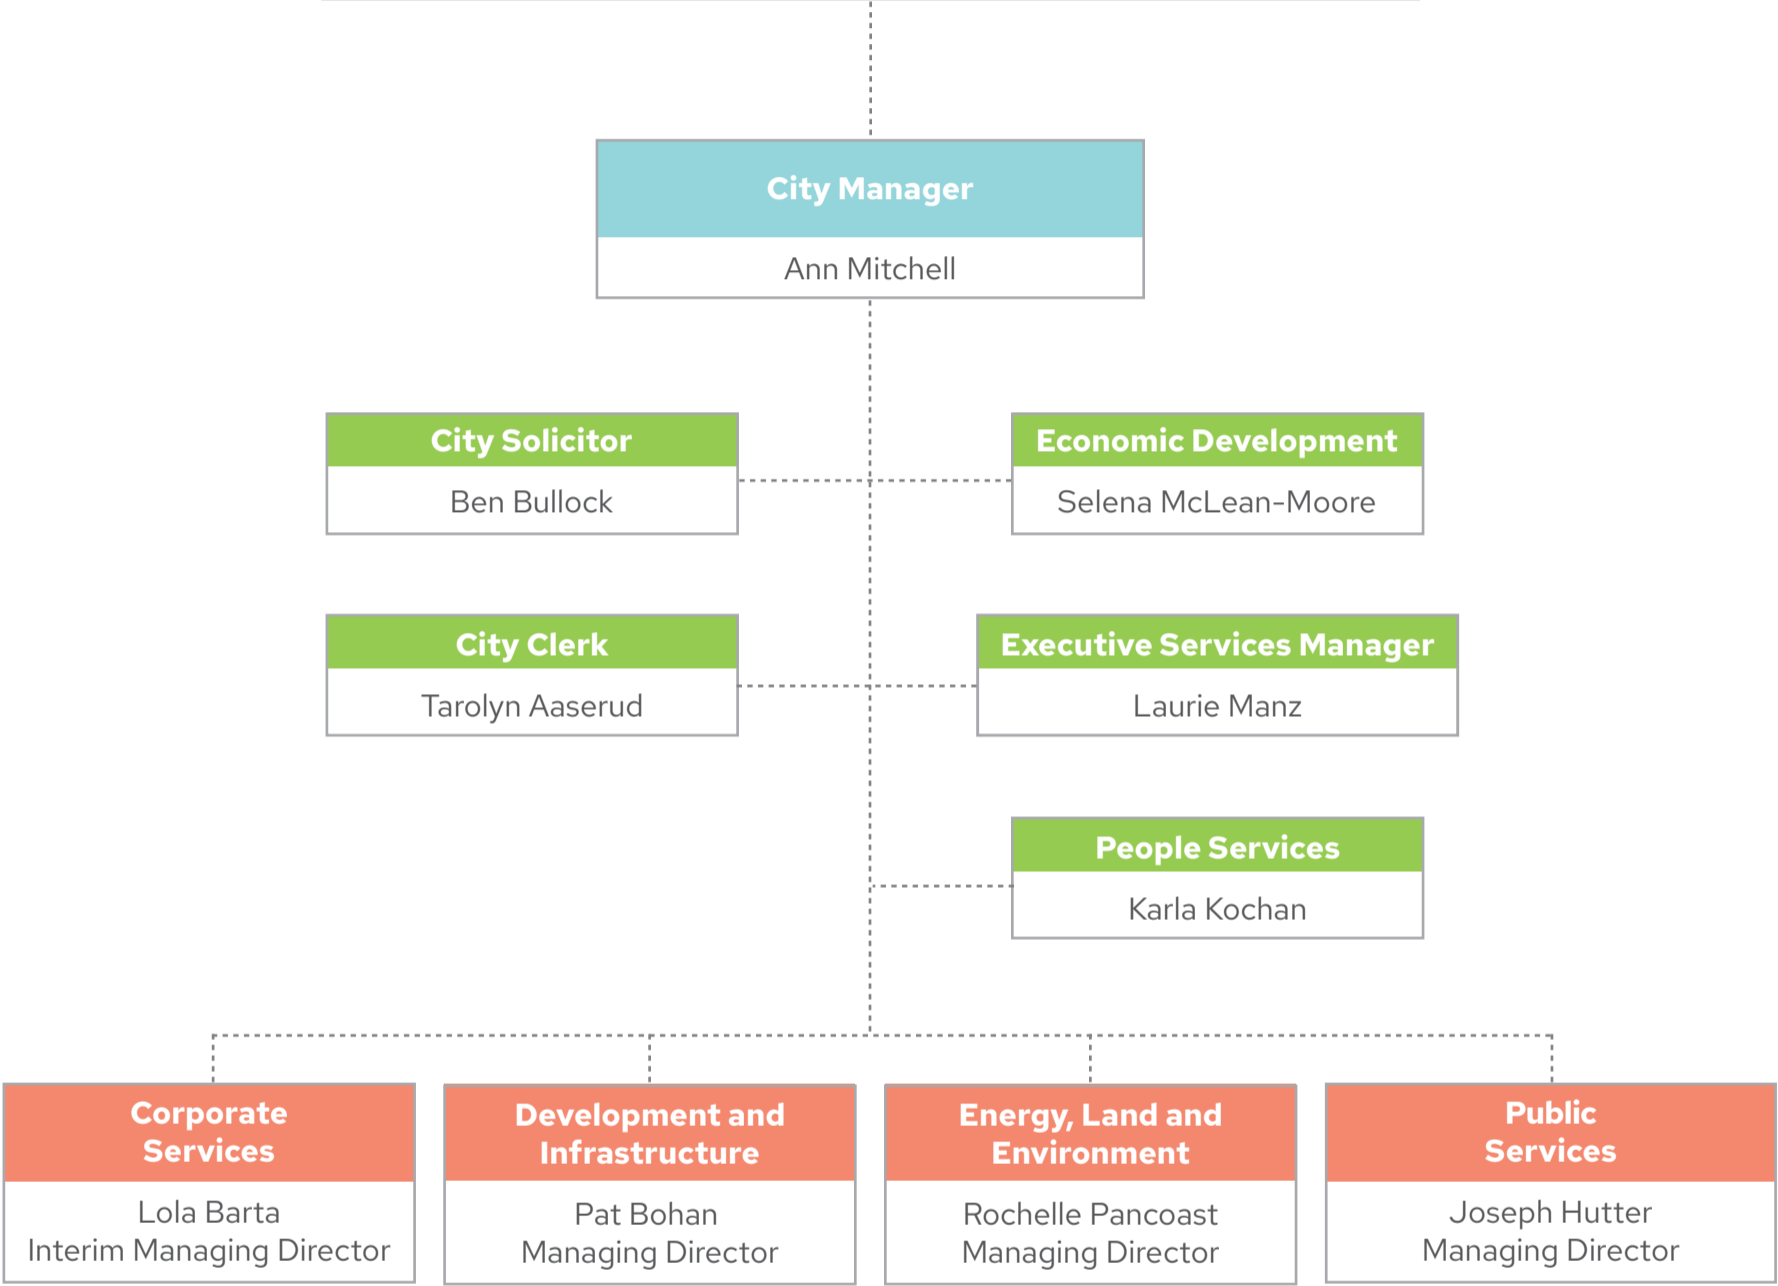 City Manager
Ann Mitchell
City Solicitor
Ben Bullock
Economic Development
Selena McLean-Moore
City Clerk
Tarolyn Aaserud
Executive Services Manager
Laurie Manz
People Services
Karla Kochan
Corporate
Services
Lola Barta
Interim Managing Director
Development and
Infrastructure
Pat Bohan
Managing Director
Energy, Land and
Environment
Rochelle Pancoast
Managing Director
Public
Services
Joseph Hutter
Managing Director